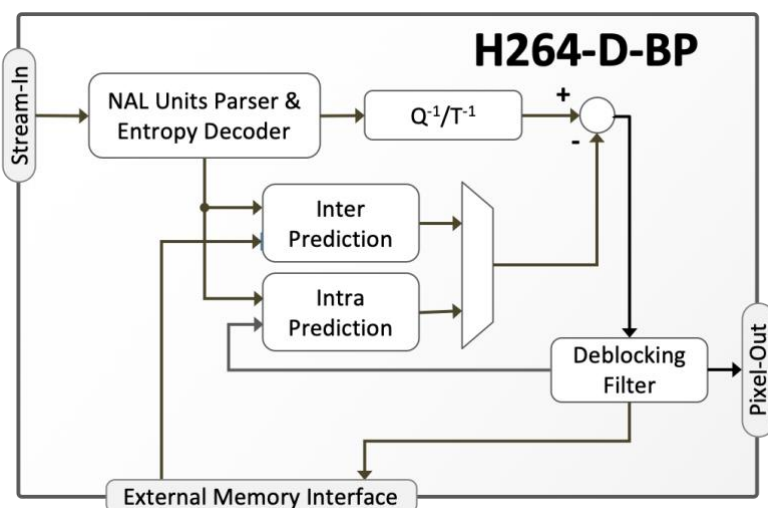 H264-D-BP
Stream-In
NAL Units Parser &
Entropy Decoder
Q⁻¹/T⁻¹
+
-
Inter
Prediction
Intra
Prediction
Deblocking
Filter
Pixel-Out
External Memory Interface